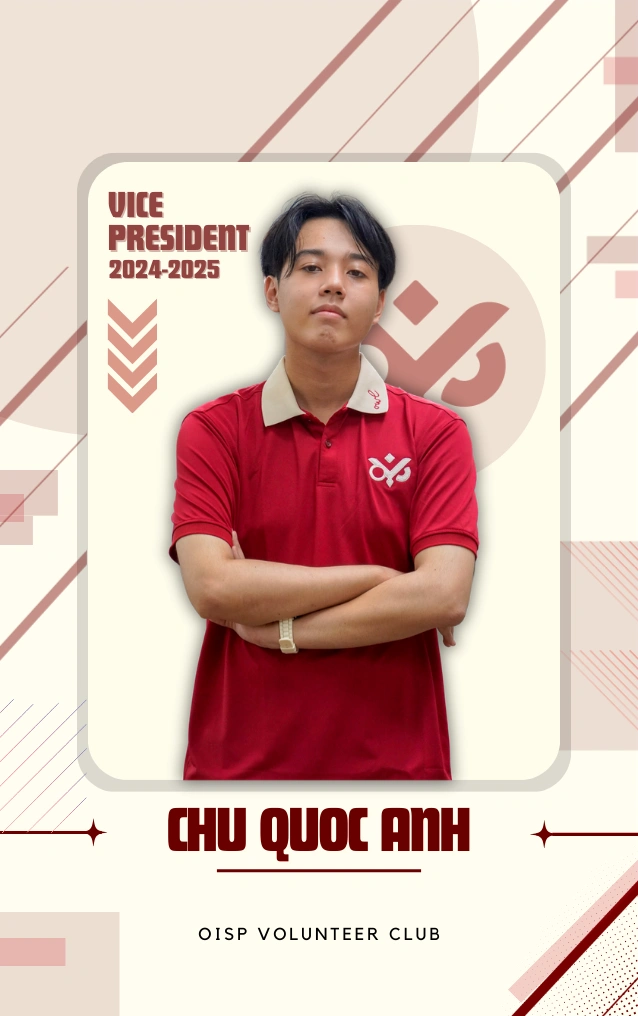 VICE
PRESIDENT
2024-2025
CHU QUOC ANH
OISP VOLUNTEER CLUB